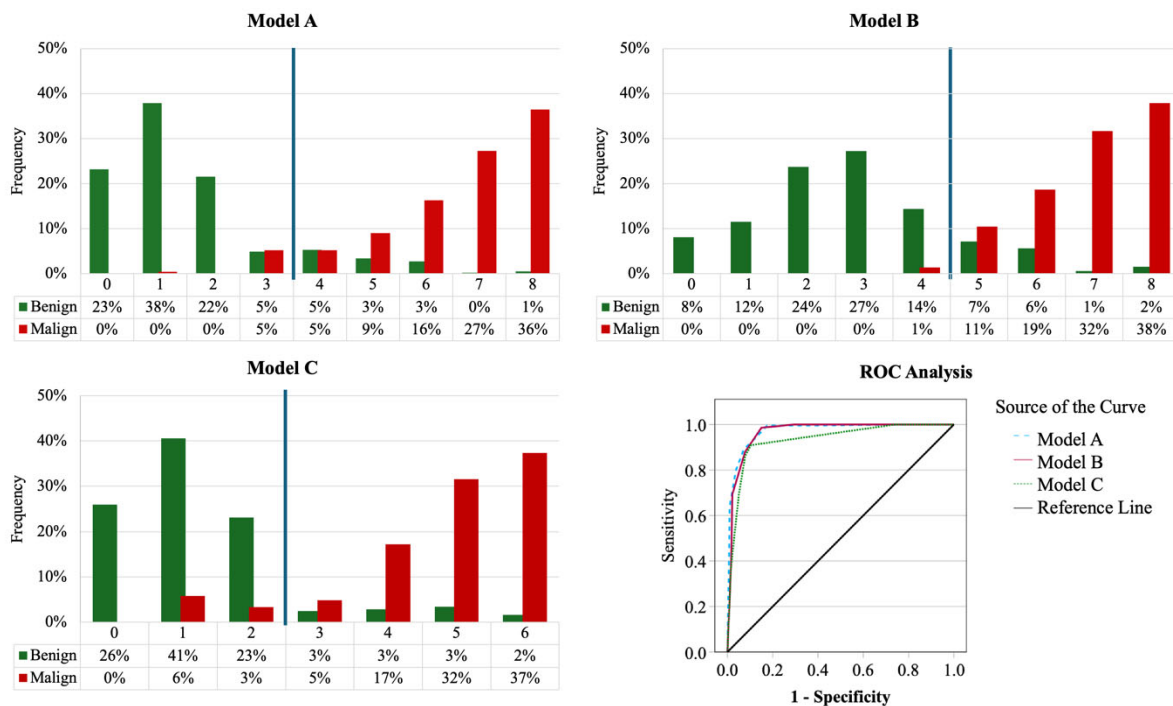 Model A
50%
40%
30%
20%
10%
0%
Frequency
0 1 2 3 4 5 6 7 8
Benign 23% 38% 22% 5% 5% 3% 3% 0% 1%
Malign 0% 0% 0% 5% 5% 9% 16% 27% 36%
Model B
50%
40%
30%
20%
10%
0%
Frequency
0 1 2 3 4 5 6 7 8
Benign 8% 12% 24% 27% 14% 7% 6% 1% 2%
Malign 0% 0% 0% 0% 1% 11% 19% 32% 38%
Model C
50%
40%
30%
20%
10%
0%
Frequency
0 1 2 3 4 5 6
Benign 26% 41% 23% 3% 3% 3% 2%
Malign 0% 6% 3% 5% 17% 32% 37%
ROC Analysis
1.0
0.8
0.6
0.4
0.2
0.0
Sensitivity
0.0 0.2 0.4 0.6 0.8 1.0
1 - Specificity
Source of the Curve
Model A
Model B
Model C
Reference Line